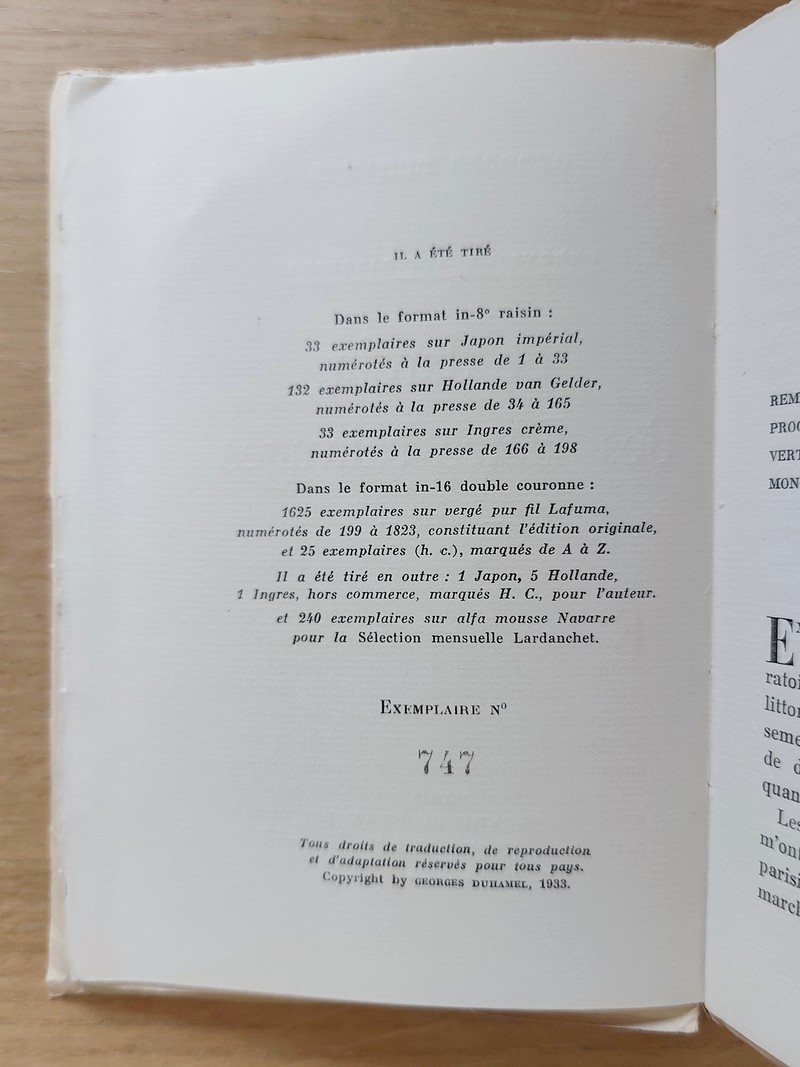 IL A ÉTÉ TIRÉ
Dans le format in-8º raisin :
33 exemplaires sur Japon impérial,
numérotés à la presse de 1 à 33
132 exemplaires sur Hollande van Gelder,
numérotés à la presse de 34 à 165
33 exemplaires sur Ingres crème,
numérotés à la presse de 166 à 198
Dans le format in-16 double couronne :
1625 exemplaires sur vergé pur fil Lafuma,
numérotés de 199 à 1823, constituant l'édition originale,
et 25 exemplaires (h. c.), marqués de A à Z.
Il a été tiré en outre : 1 Japon, 5 Hollande,
1 Ingres, hors commerce, marqués H. C., pour l'auteur.
et 240 exemplaires sur alfa mousse Navarre
pour la Sélection mensuelle Lardanchet.
EXEMPLAIRE Nº
747
Tous droits de traduction, de reproduction
et d'adaptation réservés pour tous pays.
Copyright by GEORGES DUHAMEL, 1933.
REM
PROC
VERT
MON
E
ratoi
litto
seme
de d
quan
Les
m'on
paris
march